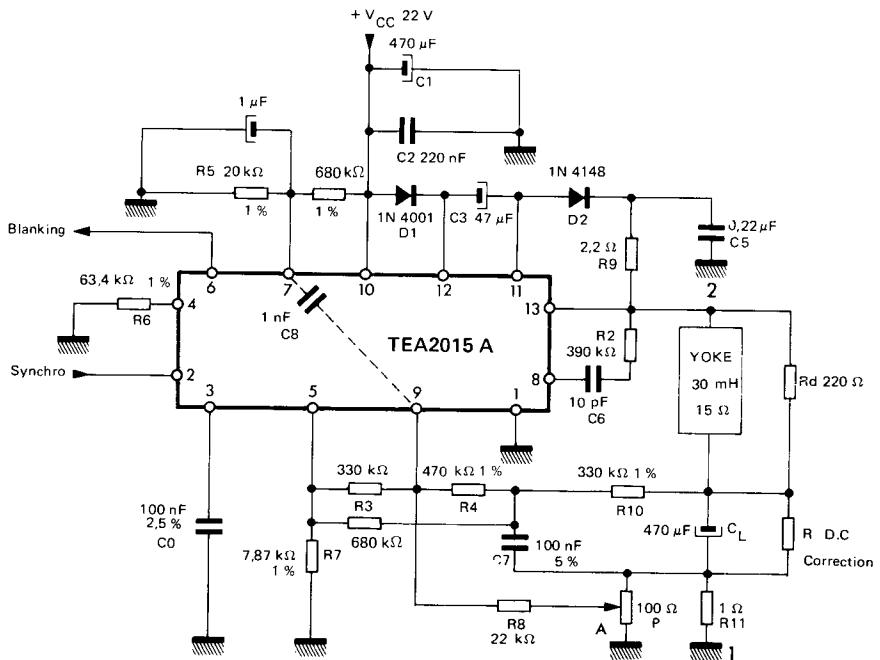 + VCC 22 V
470 µF
C1
1 µF
C2 220 nF
R5 20 kΩ
1 %
680 kΩ
1 %
1N 4001
D1
C3 47 µF
1N 4148
D2
0,22 µF
C5
2,2 Ω
R9
2
Blanking
6
7
10
12
11
63,4 kΩ 1 %
R6
4
1 nF
C8
TEA2015 A
13
R2
390 kΩ
8
10 pF
C6
YOKE
30 mH
15 Ω
Rd 220 Ω
Synchro
2
3
5
9
1
330 kΩ
R3
470 kΩ 1 %
R4
330 kΩ 1 %
R10
680 kΩ
100 nF
2,5 %
C0
7,87 kΩ
1 %
R7
C7
100 nF
5 %
470 µF
CL
R D.C
Correction
R8
22 kΩ
A
100 Ω
P
1 Ω
R11
1